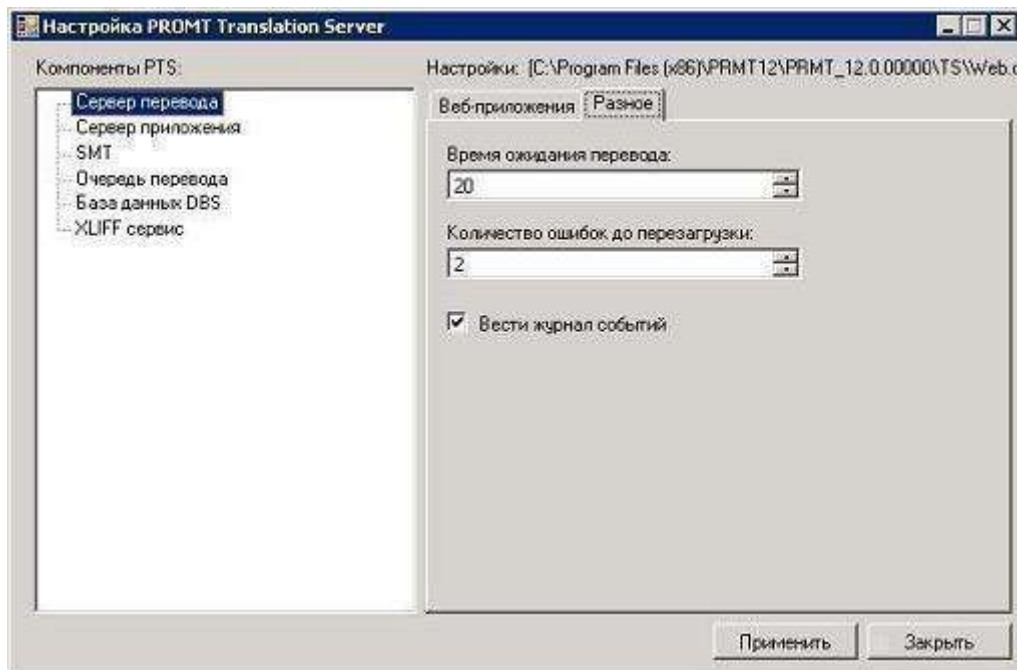 Настройка PROMT Translation Server
Компоненты PTS:
Сервер перевода
Сервер приложения
SMT
Очередь перевода
База данных DBS
XLIFF сервис
Настройки: [C:\Program Files (x86)\PRMT12\PRMT_12.0.00000\TS\Web.c
Веб-приложения
Разное
Время ожидания перевода:
20
Количество ошибок до перезагрузки:
2
Вести журнал событий
Применить
Закрыть